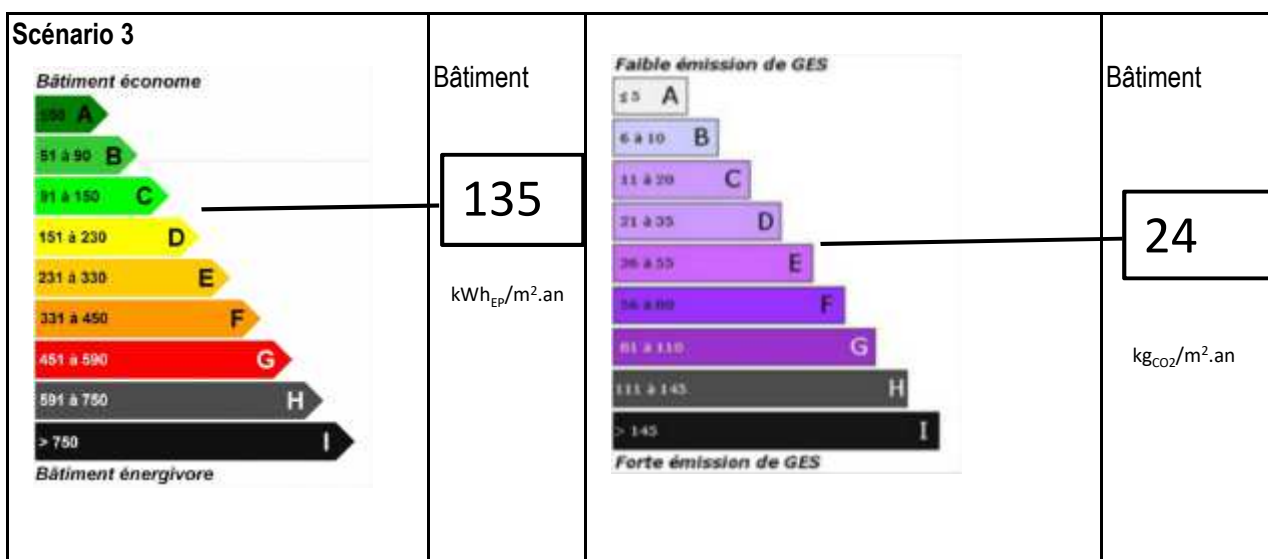 Scénario 3
Bâtiment économe
≤50 A
51 à 90 B
91 à 150 C
151 à 230 D
231 à 330 E
331 à 450 F
451 à 590 G
591 à 750 H
> 750 I
Bâtiment énergivore
Bâtiment
135
kWhEP/m².an
Faible émission de GES
≤ 5 A
6 à 10 B
11 à 20 C
21 à 35 D
36 à 55 E
F
81 à 110 G
111 à 145 H
> 145 I
Forte émission de GES
Bâtiment
24
kgCO2/m².an